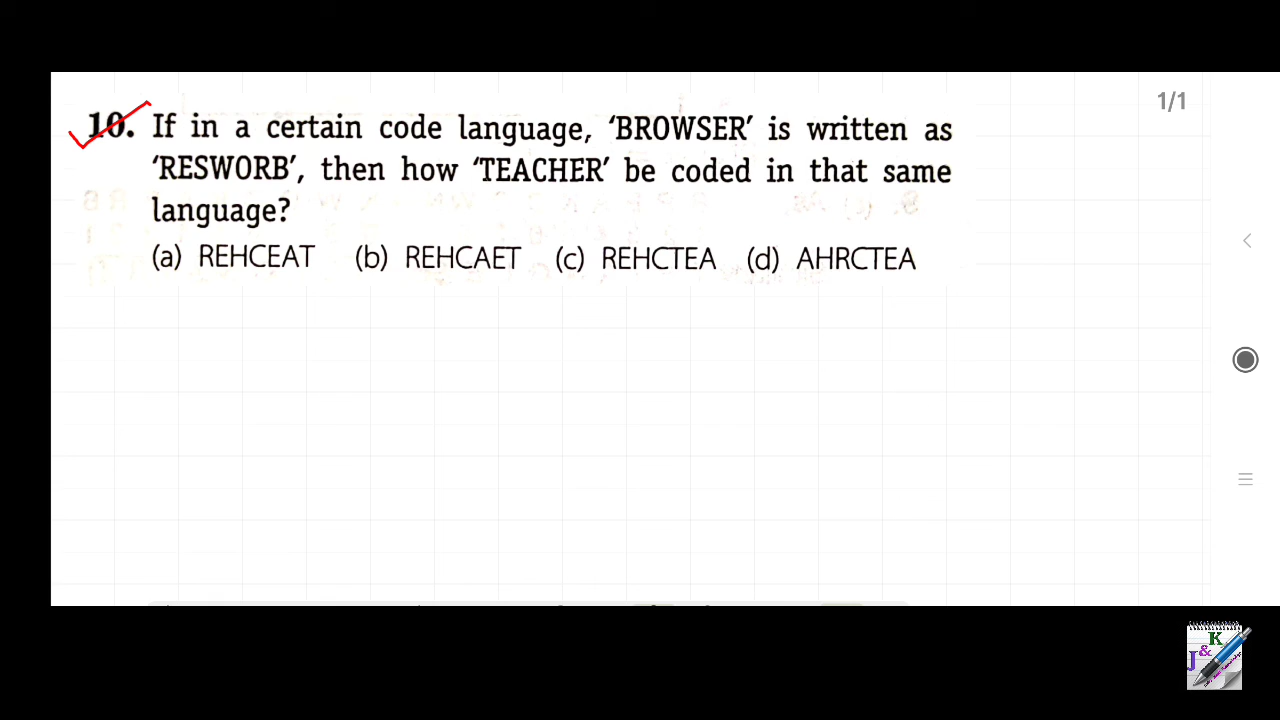 1/1
10. If in a certain code language, ‘BROWSER’ is written as
‘RESWORB’, then how ‘TEACHER’ be coded in that same
language?
(a) REHCEAT (b) REHCAET (c) REHCTEA (d) AHRCTEA
J&K